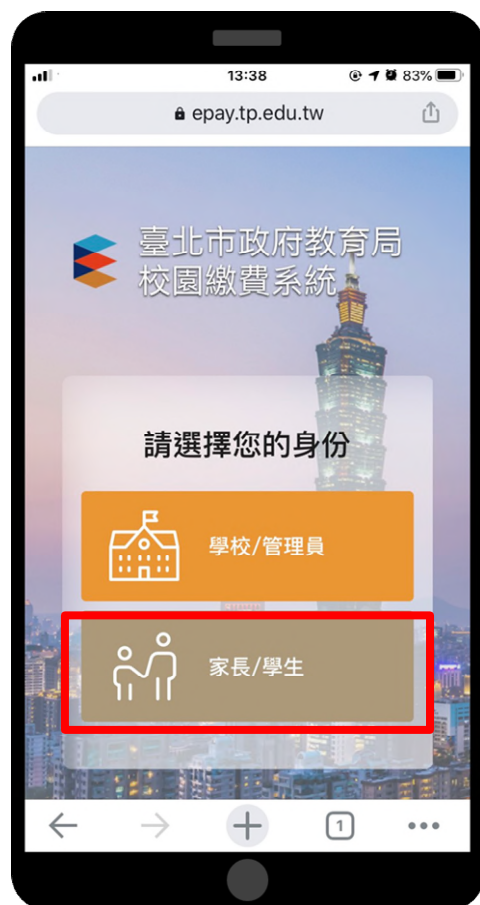 13:38
83%
epay.tp.edu.tw
臺北市政府教育局
校園繳費系統
請選擇您的身份
學校/管理員
家長/學生
1